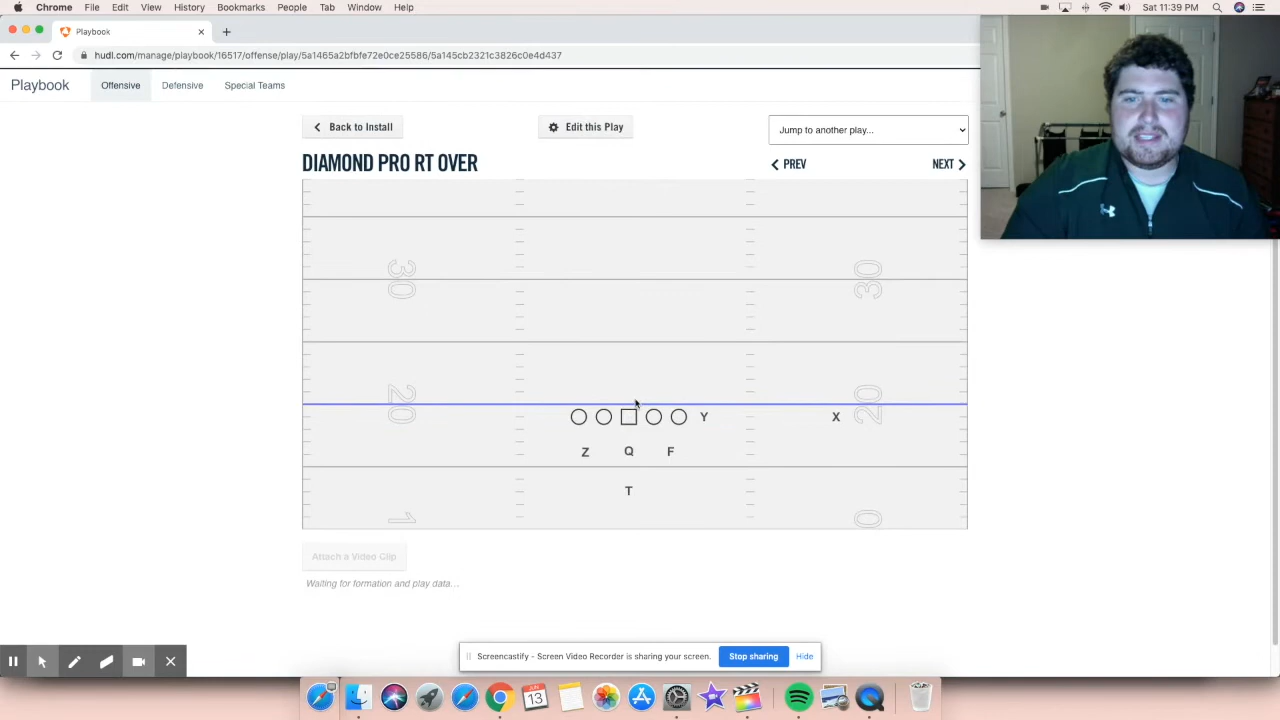 Chrome File Edit View History Bookmarks People Tab Window Help
Sat 11:39 PM
Playbook
hudl.com/manage/playbook/16517/offense/play/5a1465a2bfbfe72e0ce25586/5a145cb2321c3826c0e4d437
Playbook Offensive Defensive Special Teams
Back to Install
Edit this Play
Jump to another play...
DIAMOND PRO RT OVER
PREV
NEXT
30 30
20 20
Y X
Z Q F
T
1 0
Attach a Video Clip
Waiting for formation and play data...
Screencastify - Screen Video Recorder is sharing your screen. Stop sharing Hide
JUN
13